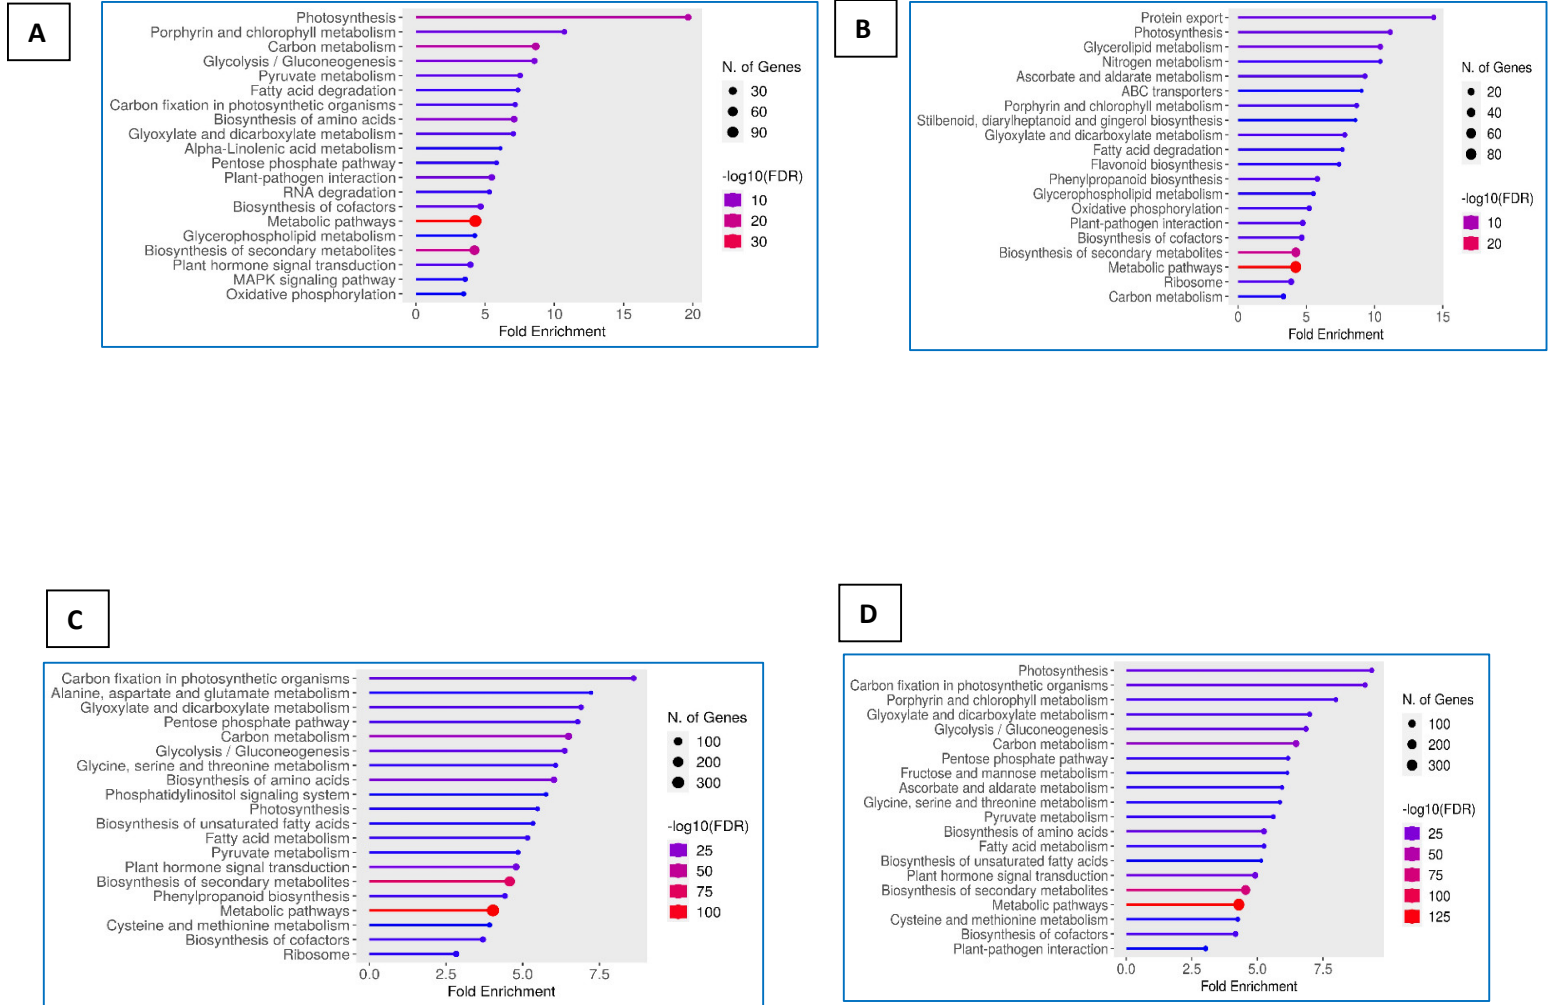 A
Photosynthesis
Porphyrin and chlorophyll metabolism
Carbon metabolism
Glycolysis / Gluconeogenesis
Pyruvate metabolism
Fatty acid degradation
Carbon fixation in photosynthetic organisms
Biosynthesis of amino acids
Glyoxylate and dicarboxylate metabolism
Alpha-Linolenic acid metabolism
Pentose phosphate pathway
Plant-pathogen interaction
RNA degradation
Biosynthesis of cofactors
Metabolic pathways
Glycerophospholipid metabolism
Biosynthesis of secondary metabolites
Plant hormone signal transduction
MAPK signaling pathway
Oxidative phosphorylation
0 5 10 15 20
Fold Enrichment
N. of Genes
30
60
90
-log10(FDR)
10
20
30
B
Protein export
Photosynthesis
Glycerolipid metabolism
Nitrogen metabolism
Ascorbate and aldarate metabolism
ABC transporters
Porphyrin and chlorophyll metabolism
Stilbenoid, diarylheptanoid and gingerol biosynthesis
Glyoxylate and dicarboxylate metabolism
Fatty acid degradation
Flavonoid biosynthesis
Phenylpropanoid biosynthesis
Glycerophospholipid metabolism
Oxidative phosphorylation
Plant-pathogen interaction
Biosynthesis of cofactors
Biosynthesis of secondary metabolites
Metabolic pathways
Ribosome
Carbon metabolism
0 5 10 15
Fold Enrichment
N. of Genes
20
40
60
80
-log10(FDR)
10
20
C
Carbon fixation in photosynthetic organisms
Alanine, aspartate and glutamate metabolism
Glyoxylate and dicarboxylate metabolism
Pentose phosphate pathway
Carbon metabolism
Glycolysis / Gluconeogenesis
Glycine, serine and threonine metabolism
Biosynthesis of amino acids
Phosphatidylinositol signaling system
Photosynthesis
Biosynthesis of unsaturated fatty acids
Fatty acid metabolism
Pyruvate metabolism
Plant hormone signal transduction
Biosynthesis of secondary metabolites
Phenylpropanoid biosynthesis
Metabolic pathways
Cysteine and methionine metabolism
Biosynthesis of cofactors
Ribosome
0.0 2.5 5.0 7.5
Fold Enrichment
N. of Genes
100
200
300
-log10(FDR)
25
50
75
100
D
Photosynthesis
Carbon fixation in photosynthetic organisms
Porphyrin and chlorophyll metabolism
Glyoxylate and dicarboxylate metabolism
Glycolysis / Gluconeogenesis
Carbon metabolism
Pentose phosphate pathway
Fructose and mannose metabolism
Ascorbate and aldarate metabolism
Glycine, serine and threonine metabolism
Pyruvate metabolism
Biosynthesis of amino acids
Fatty acid metabolism
Biosynthesis of unsaturated fatty acids
Plant hormone signal transduction
Biosynthesis of secondary metabolites
Metabolic pathways
Cysteine and methionine metabolism
Biosynthesis of cofactors
Plant-pathogen interaction
0.0 2.5 5.0 7.5
Fold Enrichment
N. of Genes
100
200
300
-log10(FDR)
25
50
75
100
125